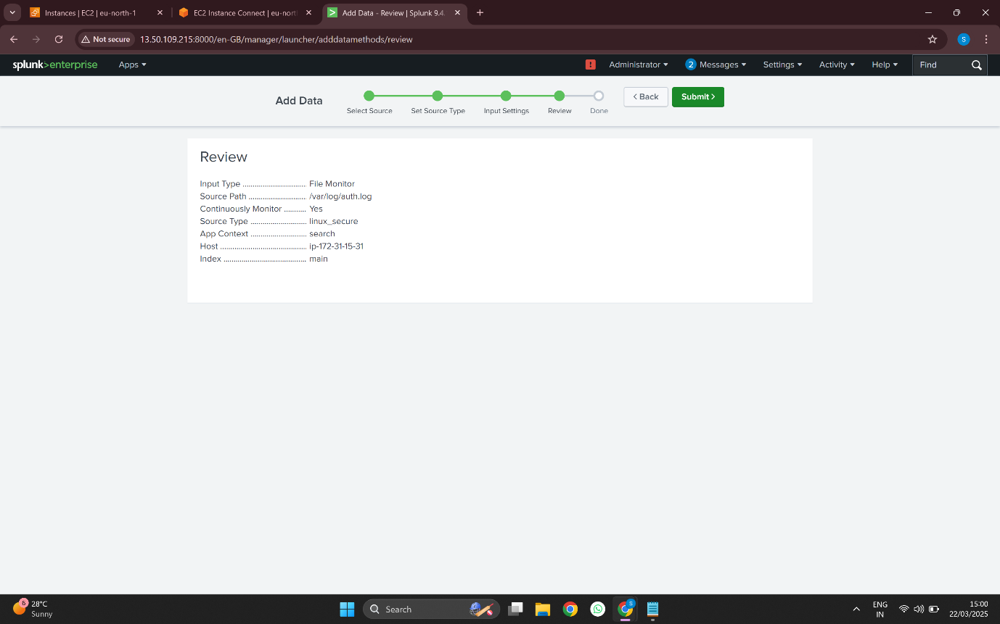 Instances | EC2 | eu-north-1
EC2 Instance Connect | eu-nort
Add Data - Review | Splunk 9.4.
Not secure
13.50.109.215:8000/en-GB/manager/launcher/adddatamethods/review
S
splunk>enterprise
Apps
!
Administrator
2 Messages
Settings
Activity
Help
Find
Add Data
Select Source
Set Source Type
Input Settings
Review
Done
< Back
Submit >
Review
Input Type ............................... File Monitor
Source Path ............................ /var/log/auth.log
Continuously Monitor ........... Yes
Source Type ........................... linux_secure
App Context ........................... search
Host .......................................... ip-172-31-15-31
Index ........................................ main
6
28°C
Sunny
Search
S
ENG
IN
15:00
22/03/2025